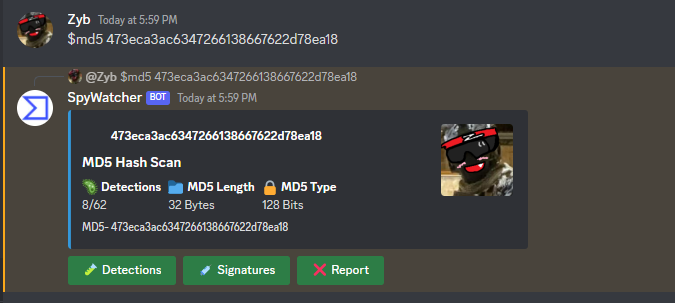 Zyb Today at 5:59 PM
$md5 473eca3ac6347266138667622d78ea18
@Zyb $md5 473eca3ac6347266138667622d78ea18
SpyWatcher BOT Today at 5:59 PM
473eca3ac6347266138667622d78ea18
MD5 Hash Scan
Detections MD5 Length MD5 Type
8/62 32 Bytes 128 Bits
MD5- 473eca3ac6347266138667622d78ea18
Detections Signatures Report